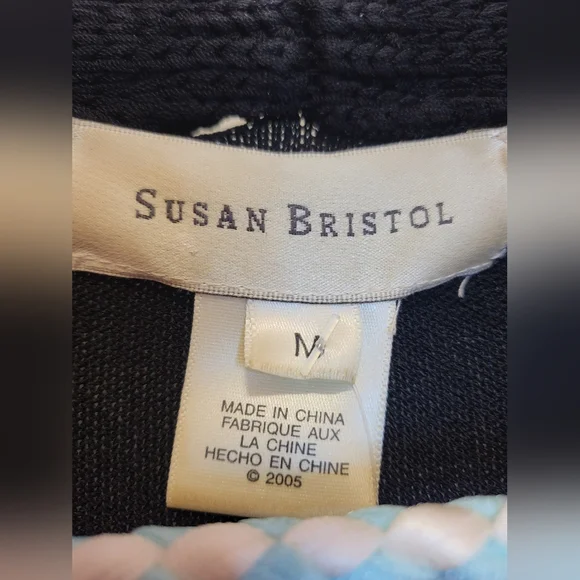 SUSAN BRISTOL
M
MADE IN CHINA
FABRIQUE AUX
LA CHINE
HECHO EN CHINE
© 2005